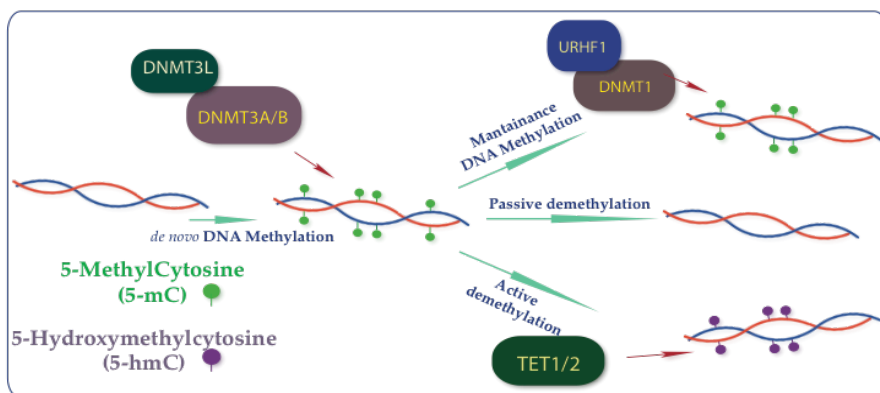 DNMT3L
DNMT3A/B
URHF1
DNMT1
Mantainance
DNA Methylation
de novo DNA Methylation
Passive demethylation
5-MethylCytosine
(5-mC)
Active
demethylation
5-Hydroxymethylcytosine
(5-hmC)
TET1/2